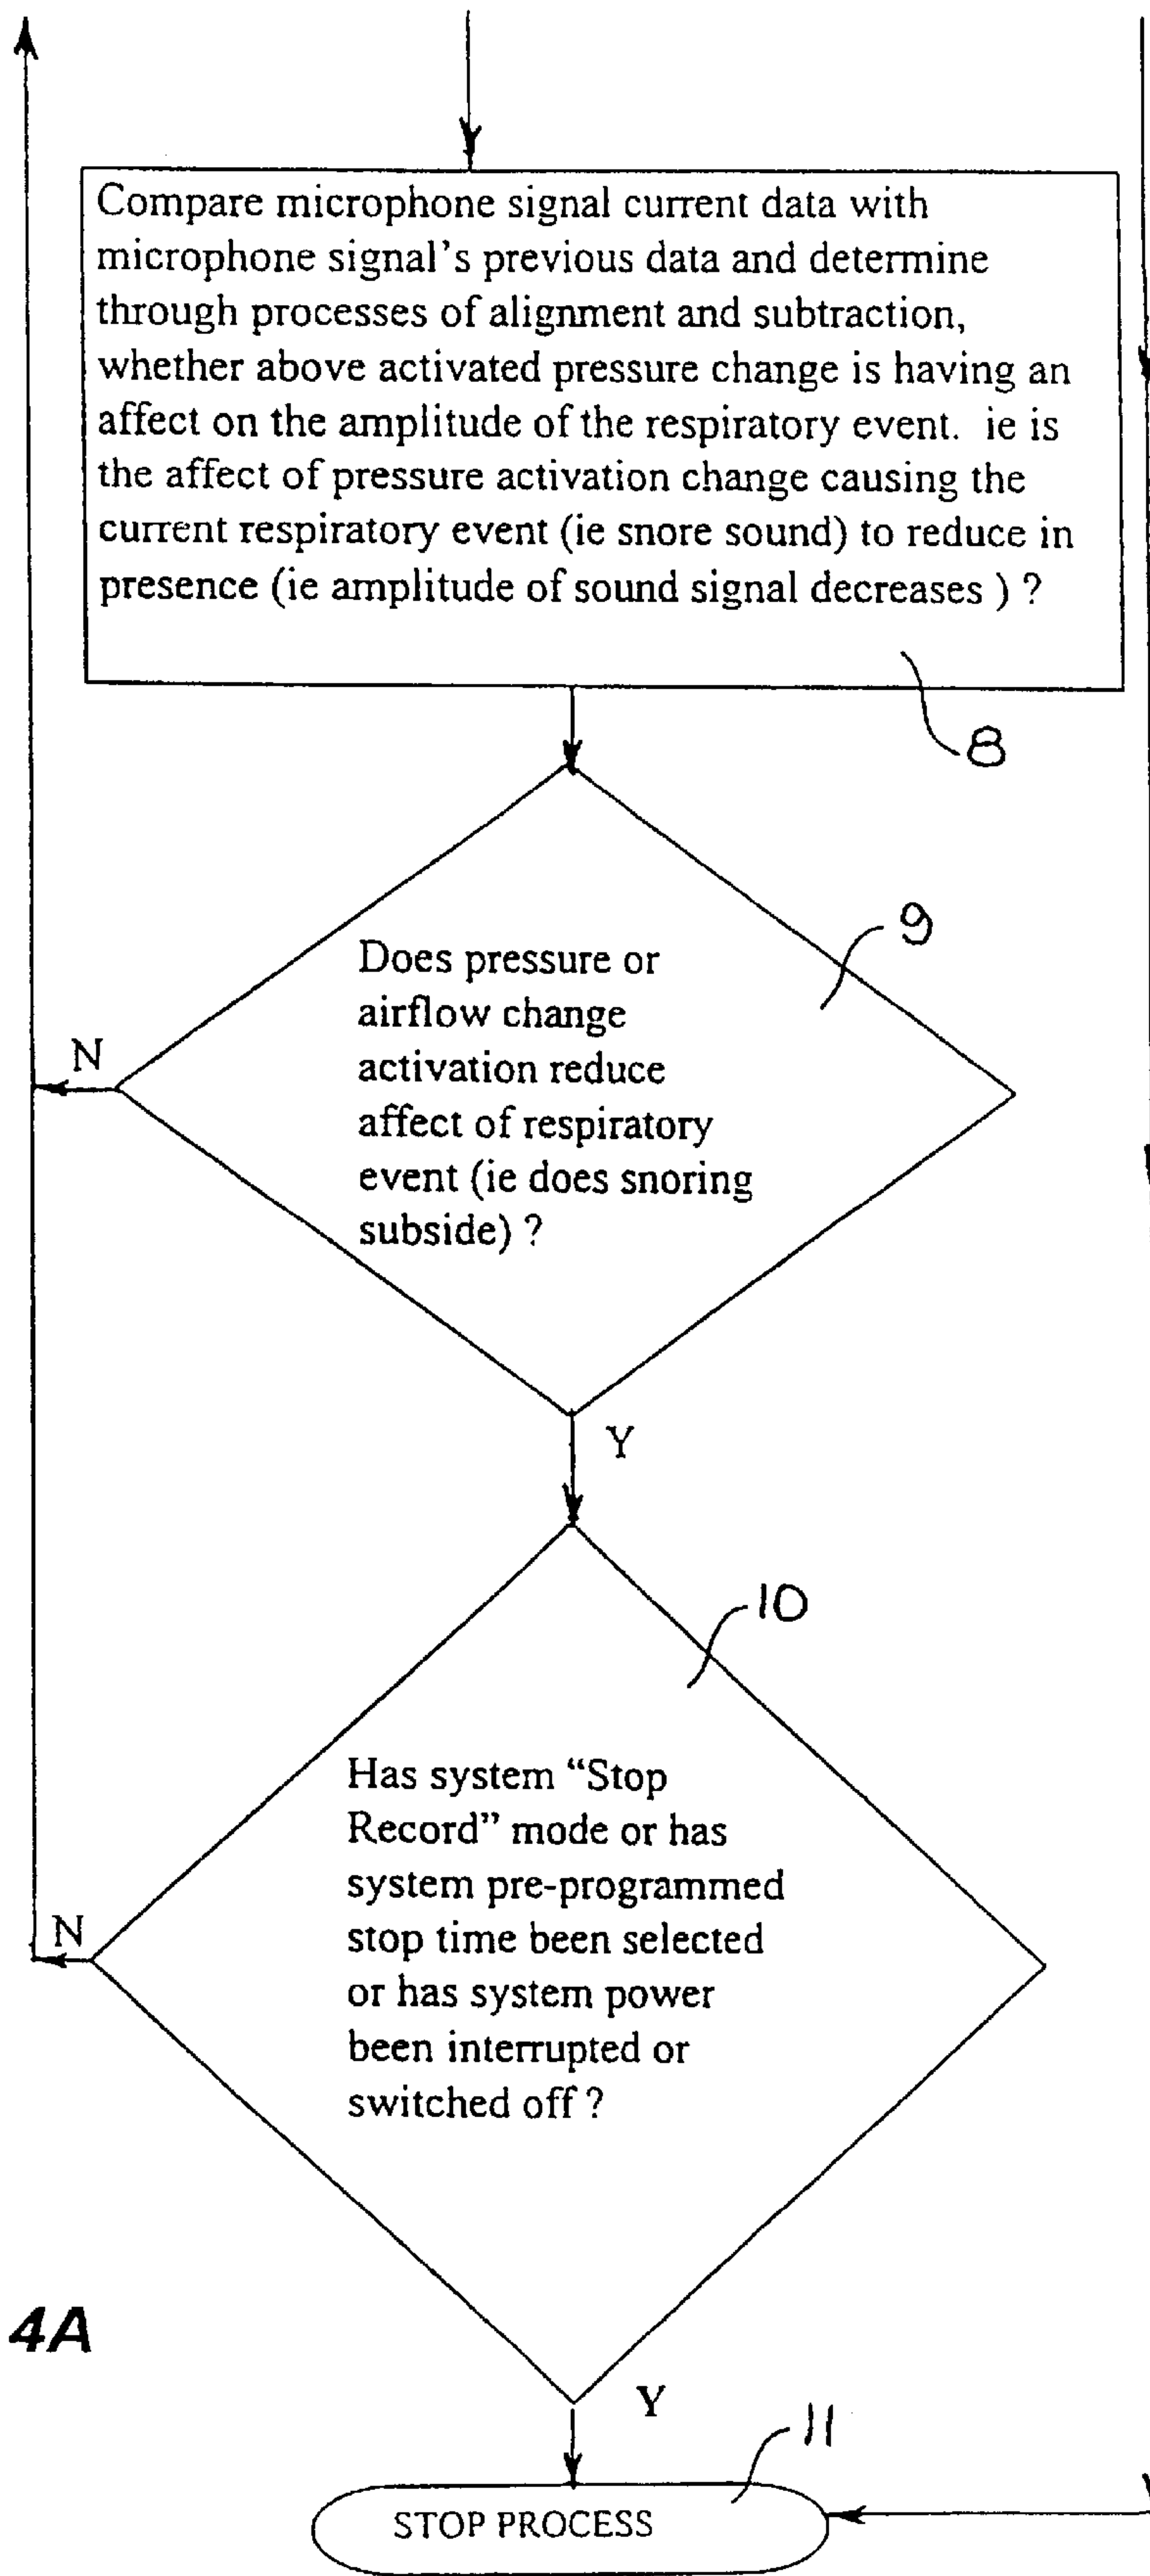 Compare microphone signal current data with
microphone signal's previous data and determine
through processes of alignment and subtraction,
whether above activated pressure change is having an
affect on the amplitude of the respiratory event. ie is
the affect of pressure activation change causing the
current respiratory event (ie snore sound) to reduce in
presence (ie amplitude of sound signal decreases ) ?
8
9
Does pressure or
airflow change
activation reduce
affect of respiratory
event (ie does snoring
subside) ?
N
Y
10
Has system “Stop
Record” mode or has
system pre-programmed
stop time been selected
or has system power
been interrupted or
switched off ?
N
4A
Y
11
STOP PROCESS